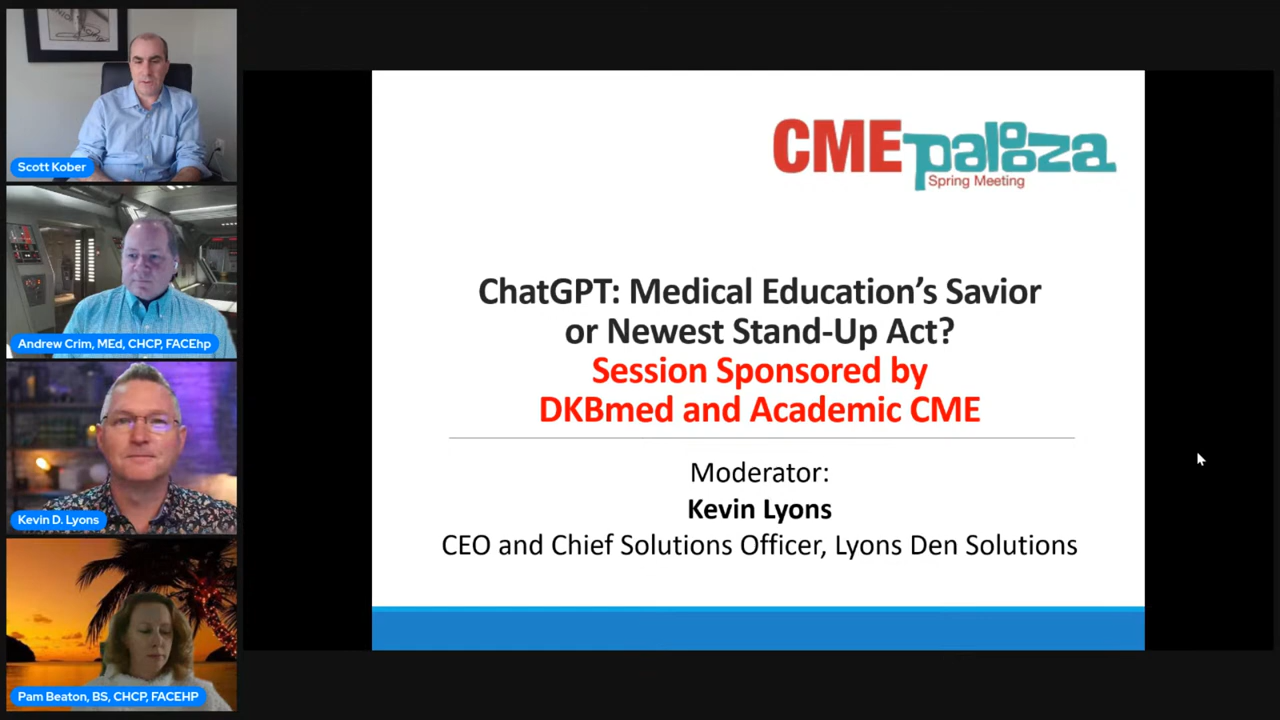 Scott Kober
Andrew Crim, MEd, CHCP, FACEhp
Kevin D. Lyons
Pam Beaton, BS, CHCP, FACEHP
CMEpalooza
Spring Meeting
ChatGPT: Medical Education’s Savior
or Newest Stand-Up Act?
Session Sponsored by
DKBmed and Academic CME
Moderator:
Kevin Lyons
CEO and Chief Solutions Officer, Lyons Den Solutions